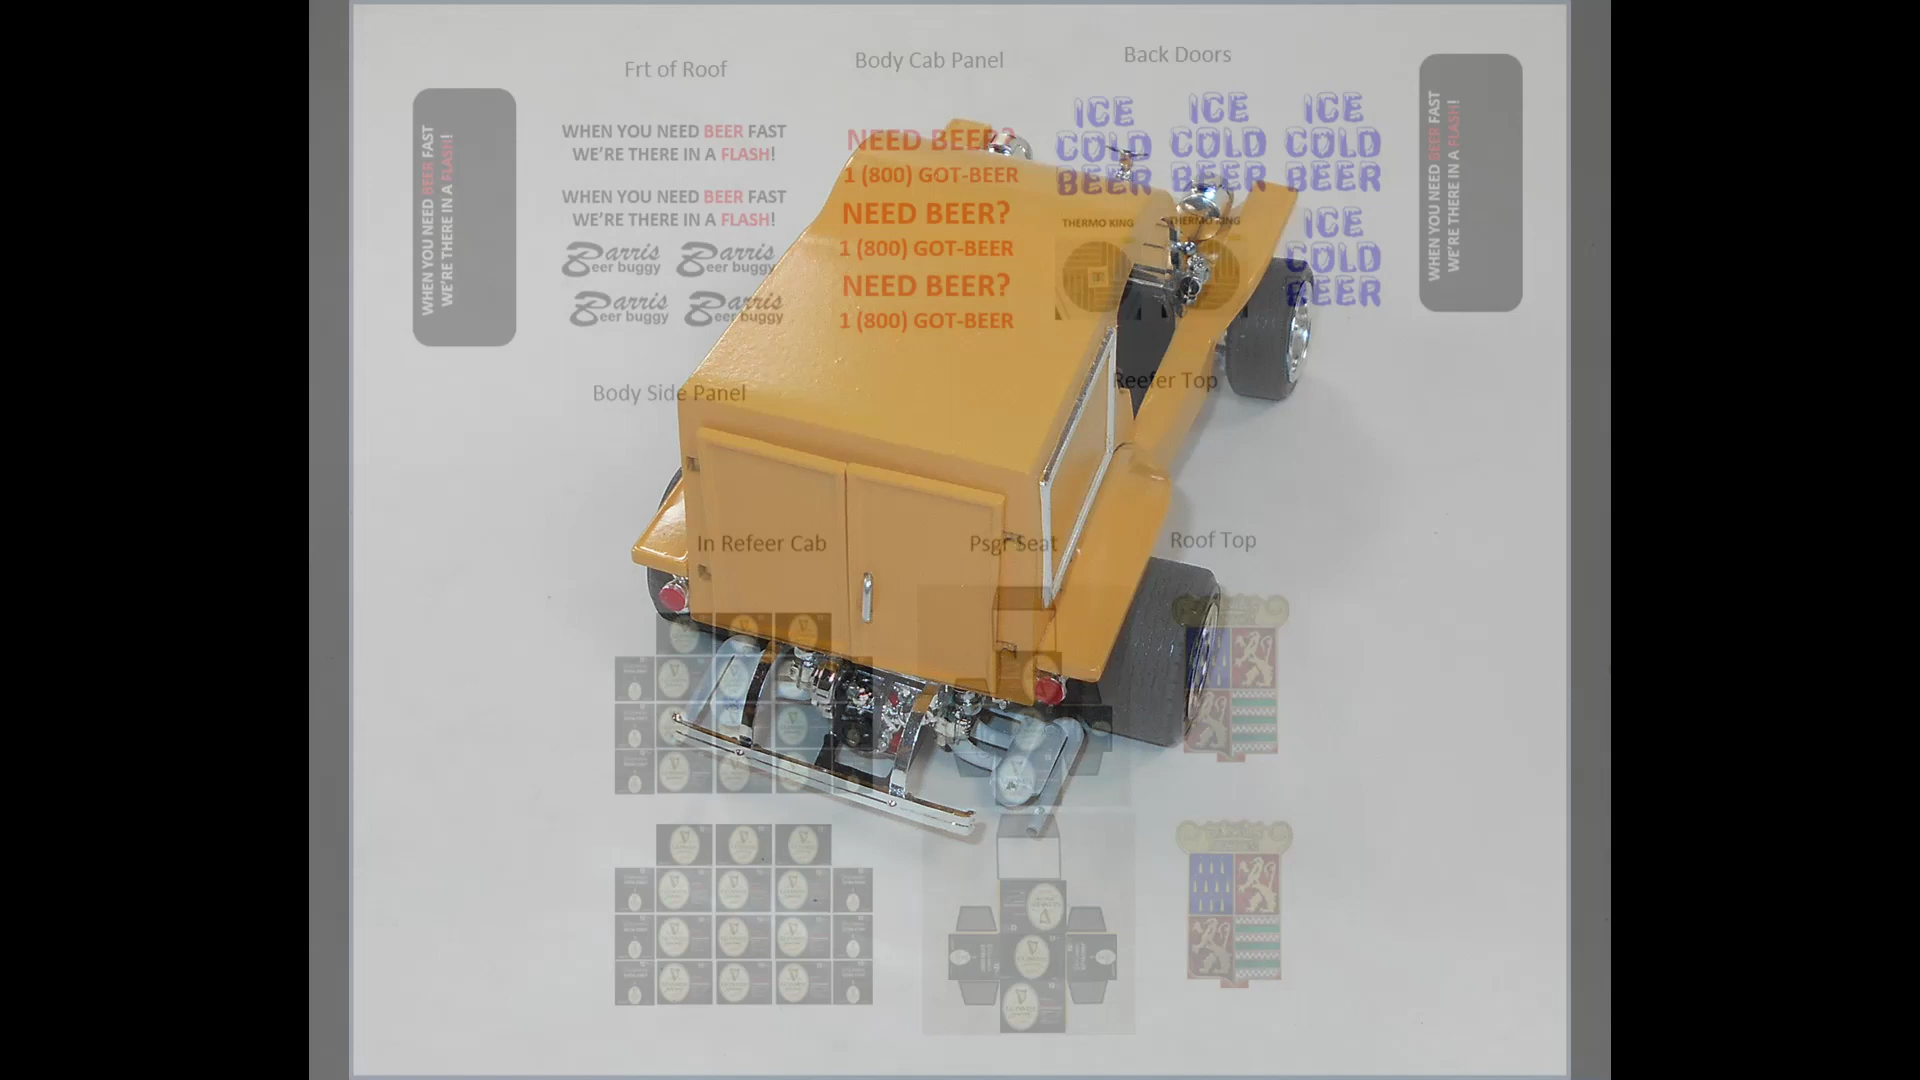 Frt of Roof
Body Cab Panel
Back Doors
WHEN YOU NEED BEER FAST
WE'RE THERE IN A FLASH!
WHEN YOU NEED BEER FAST
WE'RE THERE IN A FLASH!
WHEN YOU NEED BEER FAST
WE'RE THERE IN A FLASH!
Barris
Beer buggy
Barris
Beer buggy
Barris
Beer buggy
Barris
Beer buggy
NEED BEER?
1 (800) GOT-BEER
NEED BEER?
1 (800) GOT-BEER
NEED BEER?
1 (800) GOT-BEER
ICE
COLD
BEER
ICE
COLD
BEER
ICE
COLD
BEER
THERMO KING
THERMO KING
ICE
COLD
BEER
WHEN YOU NEED BEER FAST
WE'RE THERE IN A FLASH!
Body Side Panel
Reefer Top
In Refeer Cab
Psgr Seat
Roof Top